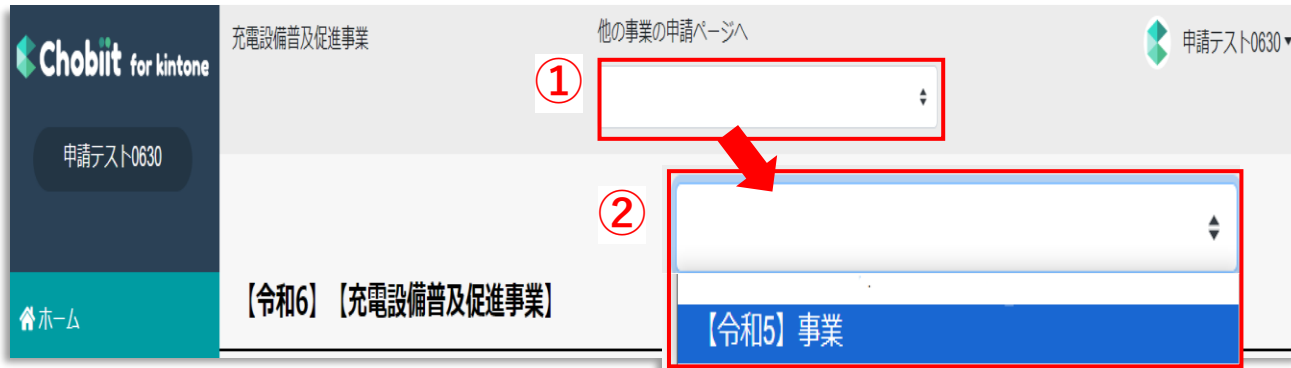 Chobiit for kintone
申請テスト0630
ホーム
充電設備普及促進事業
他の事業の申請ページへ
申請テスト0630
①
②
【令和6】【充電設備普及促進事業】
【令和5】事業